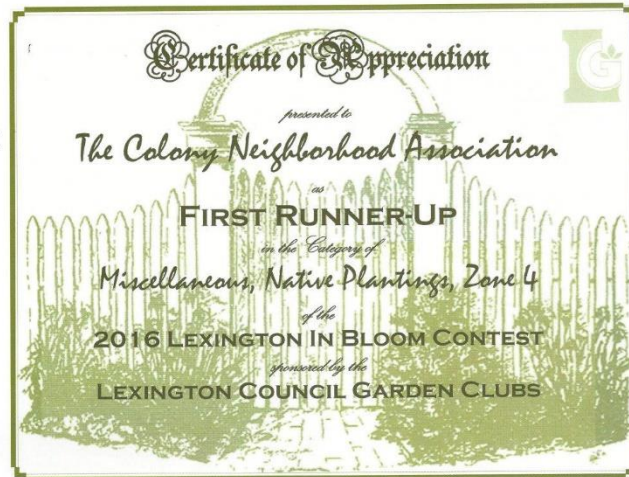 Certificate of Appreciation
presented to
The Colony Neighborhood Association
as
FIRST RUNNER-UP
in the Category of
Miscellaneous, Native Plantings, Zone 4
of the
2016 LEXINGTON IN BLOOM CONTEST
sponsored by the
LEXINGTON COUNCIL GARDEN CLUBS